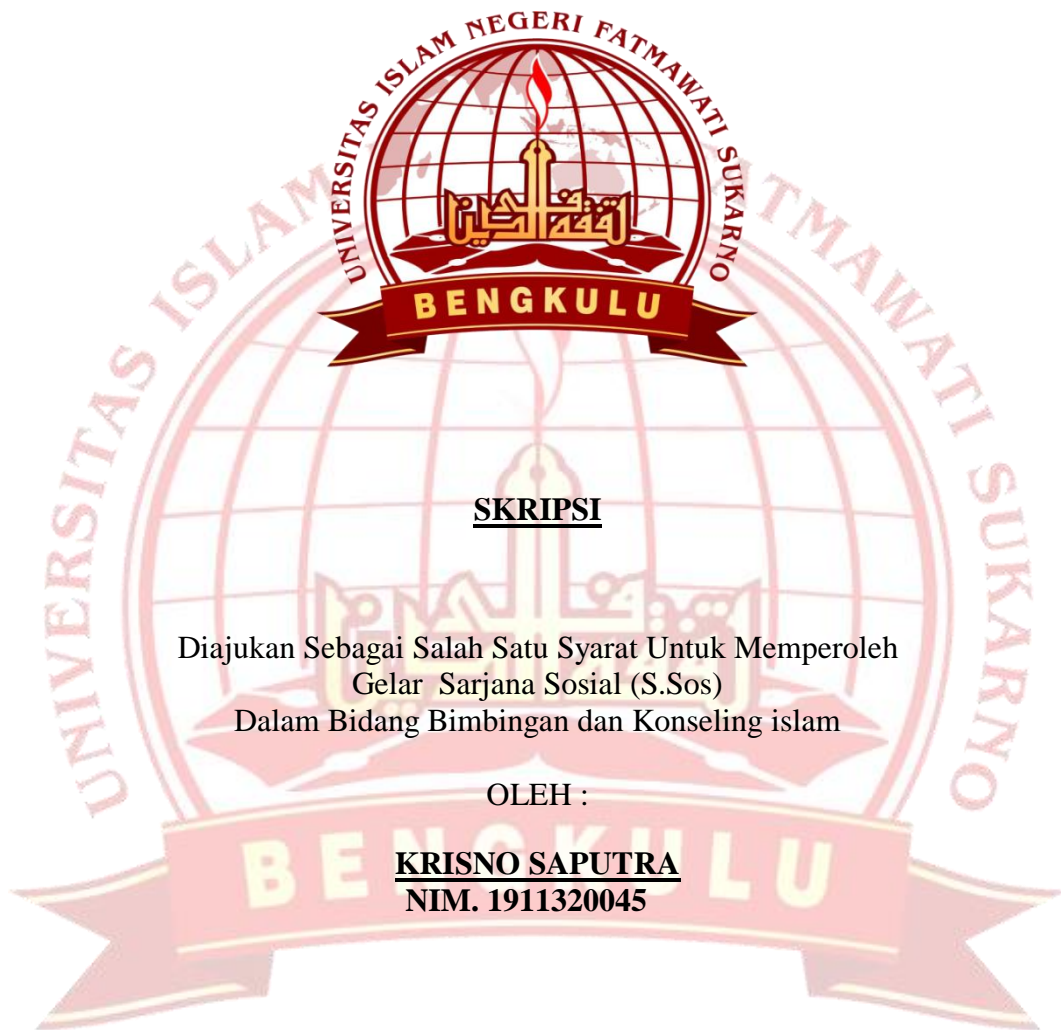 UNIVERSITAS ISLAM NEGERI FATMAWATI SUKARNO
BENGKULU
SKRIPSI
Diajukan Sebagai Salah Satu Syarat Untuk Memperoleh
Gelar Sarjana Sosial (S.Sos)
Dalam Bidang Bimbingan dan Konseling islam
OLEH :
KRISNO SAPUTRA
NIM. 1911320045